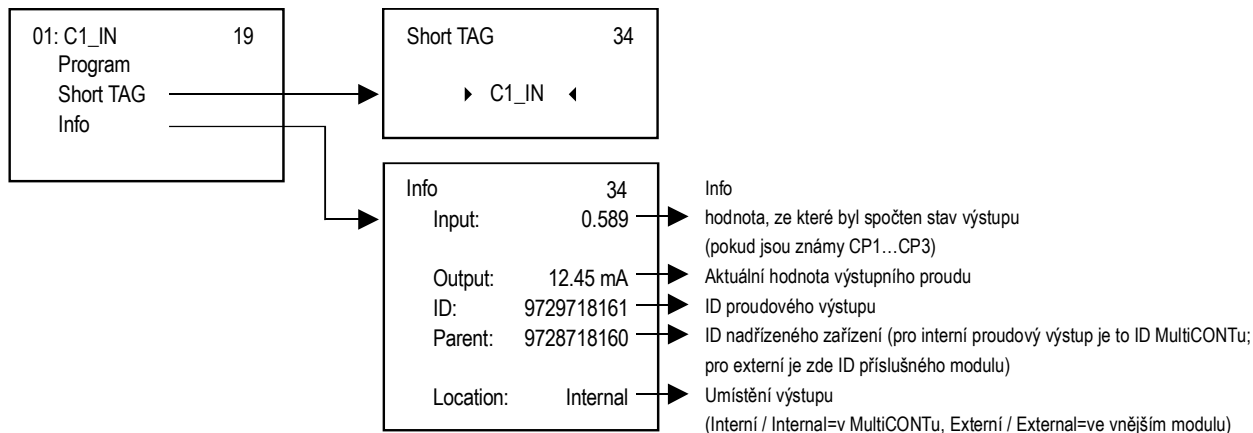 01: C1_IN 19
Program
Short TAG
Info
Short TAG 34
C1_IN
Info 34
Input: 0.589
Output: 12.45 mA
ID: 9729718161
Parent: 9728718160
Location: Internal
Info
hodnota, ze které byl spočten stav výstupu
(pokud jsou známy CP1…CP3)
Aktuální hodnota výstupního proudu
ID proudového výstupu
ID nadřízeného zařízení (pro interní proudový výstup je to ID MultiCONTu;
pro externí je zde ID příslušného modulu)
Umístění výstupu
(Interní / Internal=v MultiCONTu, Externí / External=ve vnějším modulu)